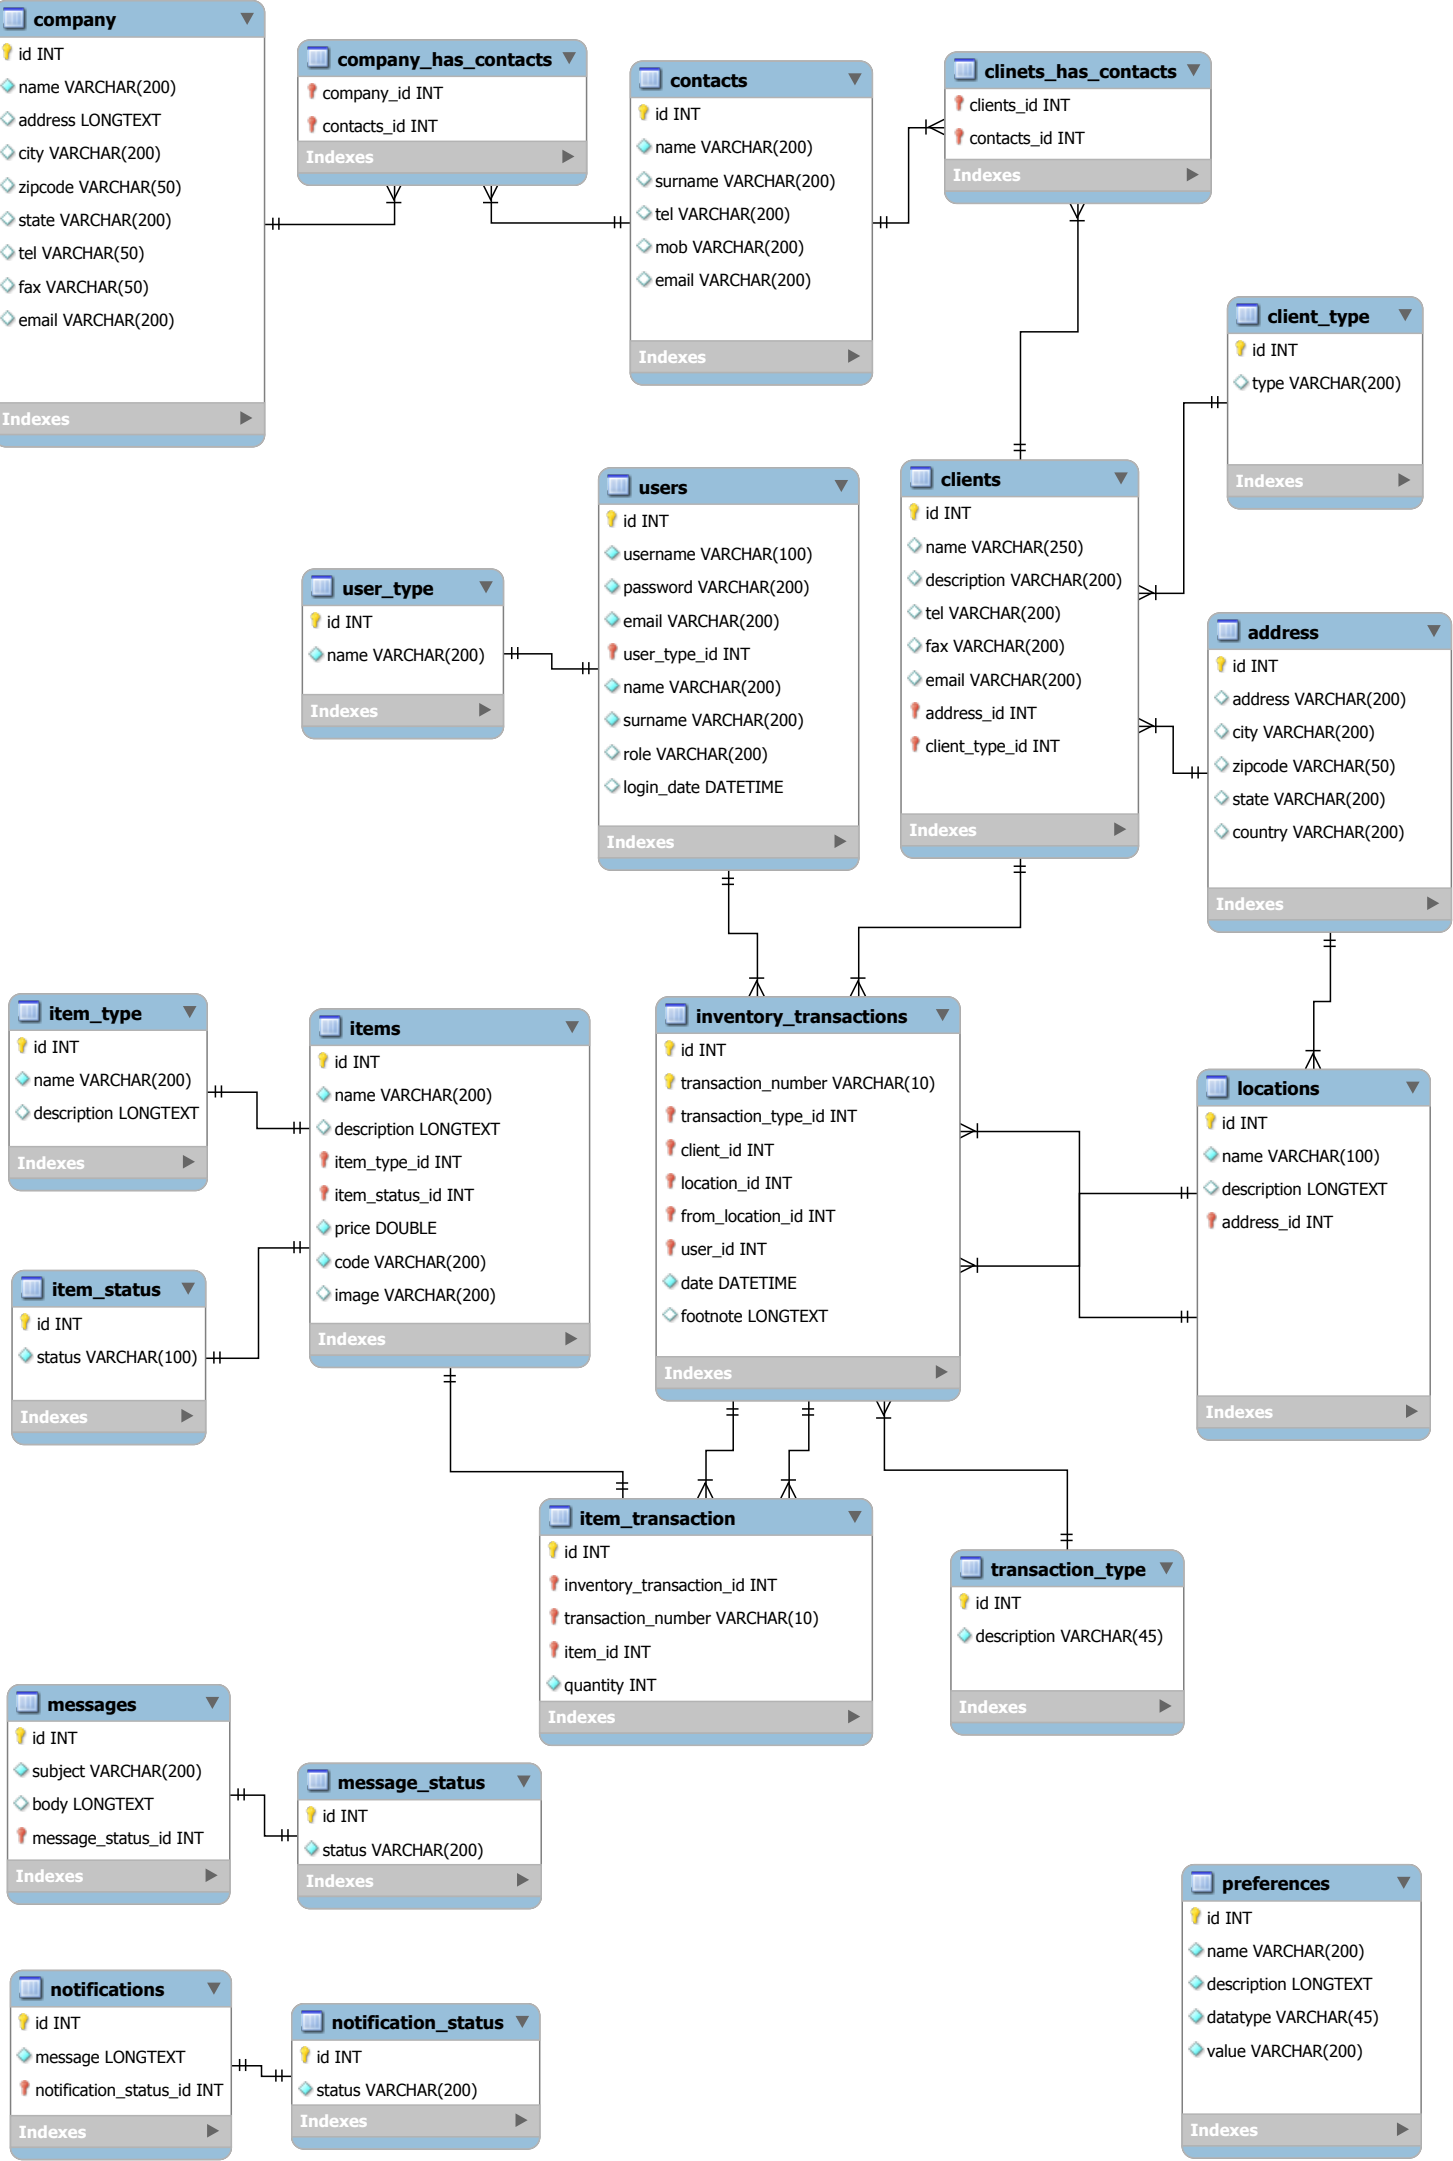 company
id INT
name VARCHAR(200)
address LONGTEXT
city VARCHAR(200)
zipcode VARCHAR(50)
state VARCHAR(200)
tel VARCHAR(50)
fax VARCHAR(50)
email VARCHAR(200)
Indexes
company_has_contacts
company_id INT
contacts_id INT
Indexes
contacts
id INT
name VARCHAR(200)
surname VARCHAR(200)
tel VARCHAR(200)
mob VARCHAR(200)
email VARCHAR(200)
Indexes
clinets_has_contacts
clients_id INT
contacts_id INT
Indexes
client_type
id INT
type VARCHAR(200)
Indexes
users
id INT
username VARCHAR(100)
password VARCHAR(200)
email VARCHAR(200)
user_type_id INT
name VARCHAR(200)
surname VARCHAR(200)
role VARCHAR(200)
login_date DATETIME
Indexes
clients
id INT
name VARCHAR(250)
description VARCHAR(200)
tel VARCHAR(200)
fax VARCHAR(200)
email VARCHAR(200)
address_id INT
client_type_id INT
Indexes
user_type
id INT
name VARCHAR(200)
Indexes
address
id INT
address VARCHAR(200)
city VARCHAR(200)
zipcode VARCHAR(50)
state VARCHAR(200)
country VARCHAR(200)
Indexes
item_type
id INT
name VARCHAR(200)
description LONGTEXT
Indexes
items
id INT
name VARCHAR(200)
description LONGTEXT
item_type_id INT
item_status_id INT
price DOUBLE
code VARCHAR(200)
image VARCHAR(200)
Indexes
inventory_transactions
id INT
transaction_number VARCHAR(10)
transaction_type_id INT
client_id INT
location_id INT
from_location_id INT
user_id INT
date DATETIME
footnote LONGTEXT
Indexes
locations
id INT
name VARCHAR(100)
description LONGTEXT
address_id INT
Indexes
item_status
id INT
status VARCHAR(100)
Indexes
item_transaction
id INT
inventory_transaction_id INT
transaction_number VARCHAR(10)
item_id INT
quantity INT
Indexes
transaction_type
id INT
description VARCHAR(45)
Indexes
messages
id INT
subject VARCHAR(200)
body LONGTEXT
message_status_id INT
Indexes
message_status
id INT
status VARCHAR(200)
Indexes
preferences
id INT
name VARCHAR(200)
description LONGTEXT
datatype VARCHAR(45)
value VARCHAR(200)
Indexes
notifications
id INT
message LONGTEXT
notification_status_id INT
Indexes
notification_status
id INT
status VARCHAR(200)
Indexes